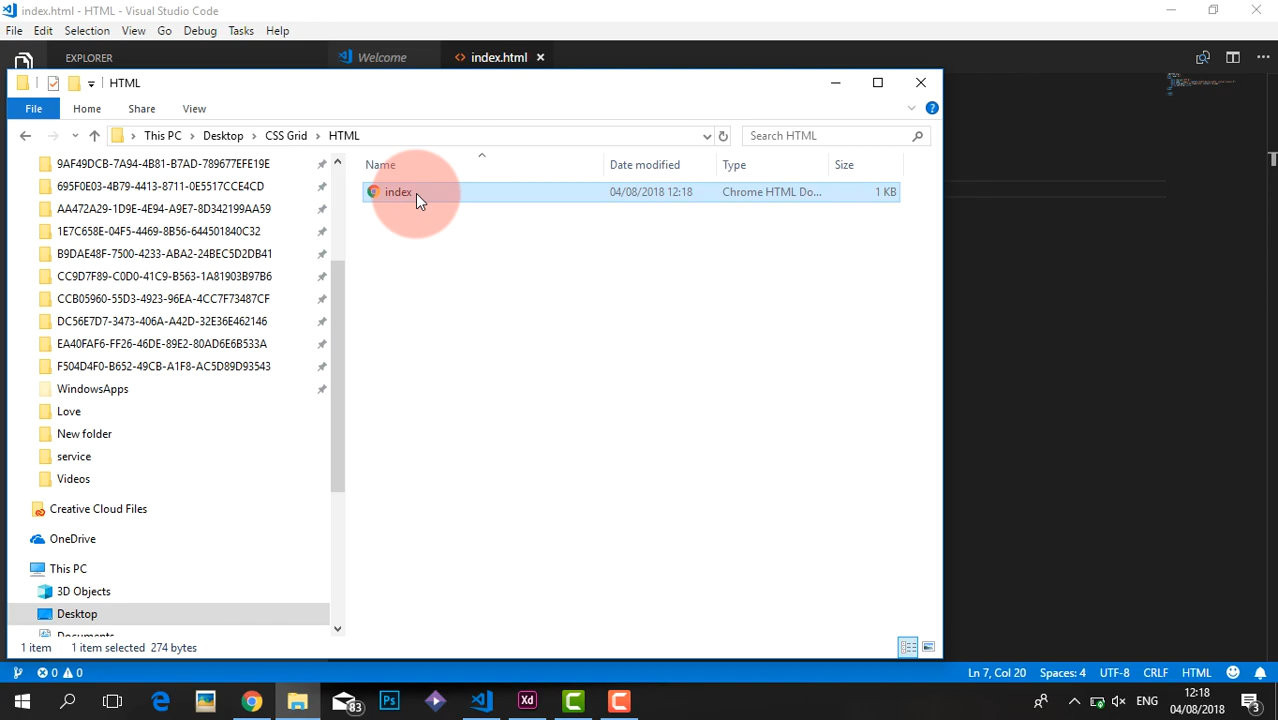 index.html - HTML - Visual Studio Code
File Edit Selection View Go Debug Tasks Help
EXPLORER
Welcome
index.html
HTML
File Home Share View
This PC Desktop CSS Grid HTML
Search HTML
Name Date modified Type Size
index 04/08/2018 12:18 Chrome HTML Do... 1 KB
9AF49DCB-7A94-4B81-B7AD-789677EFE19E
695F0E03-4B79-4413-8711-0E5517CCE4CD
AA472A29-1D9E-4E94-A9E7-8D342199AA59
1E7C658E-04F5-4469-8B56-644501840C32
B9DAE48F-7500-4233-ABA2-24BEC5D2DB41
CC9D7F89-C0D0-41C9-B563-1A81903B97B6
CCB05960-55D3-4923-96EA-4CC7F73487CF
DC56E7D7-3473-406A-A42D-32E36E462146
EA40FAF6-FF26-46DE-89E2-80AD6E6B533A
F504D4F0-B652-49CB-A1F8-AC5D89D93543
WindowsApps
Love
New folder
service
Videos
Creative Cloud Files
OneDrive
This PC
3D Objects
Desktop
Documents
1 item 1 item selected 274 bytes
0 0
Ln 7, Col 20 Spaces: 4 UTF-8 CRLF HTML
83
Ps
Xd
ENG
12:18
04/08/2018
3